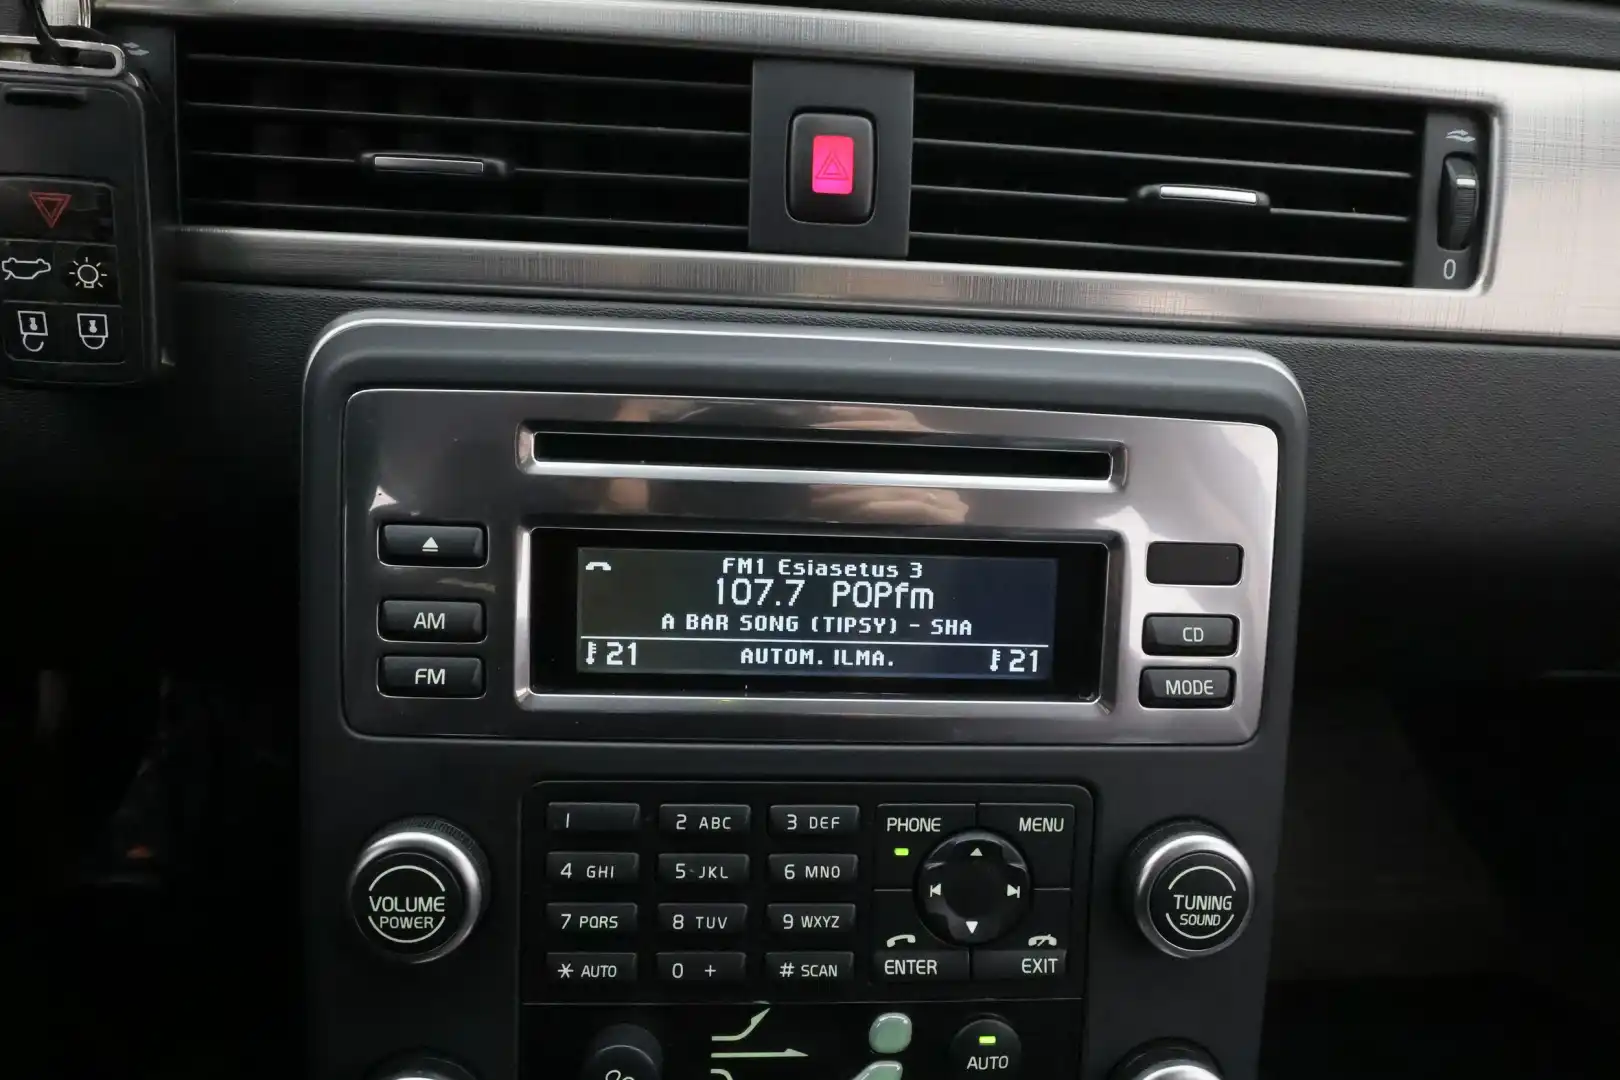 0
FM1 Esiasetus 3
107.7 POPfm
A BAR SONG (TIPSY) - SHA
21 AUTOM. ILMA. 21
AM
FM
CD
MODE
1 2 ABC 3 DEF
4 GHI 5 JKL 6 MNO
7 PQRS 8 TUV 9 WXYZ
* AUTO 0 + # SCAN
PHONE MENU
ENTER EXIT
VOLUME
POWER
TUNING
SOUND
AUTO